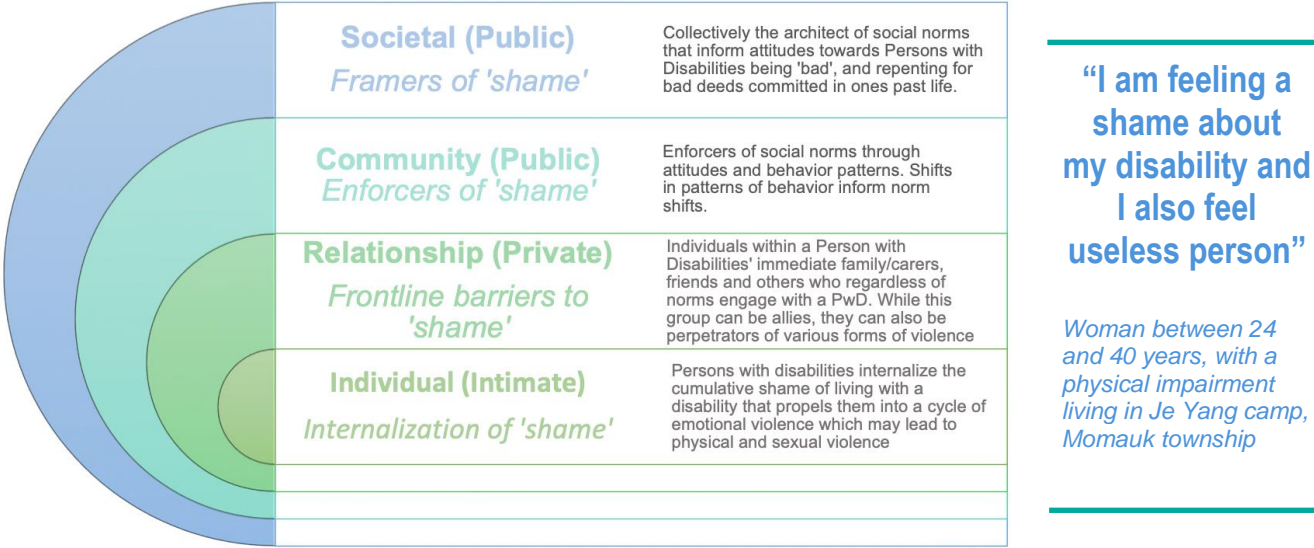 Societal (Public)
Framers of 'shame'
Collectively the architect of social norms
that inform attitudes towards Persons with
Disabilities being 'bad', and repenting for
bad deeds committed in ones past life.
Community (Public)
Enforcers of 'shame'
Enforcers of social norms through
attitudes and behavior patterns. Shifts
in patterns of behavior inform norm
shifts.
Relationship (Private)
Frontline barriers to
'shame'
Individuals within a Person with
Disabilities' immediate family/carers,
friends and others who regardless of
norms engage with a PwD. While this
group can be allies, they can also be
perpetrators of various forms of violence
Individual (Intimate)
Internalization of 'shame'
Persons with disabilities internalize the
cumulative shame of living with a
disability that propels them into a cycle of
emotional violence which may lead to
physical and sexual violence
“I am feeling a
shame about
my disability and
I also feel
useless person”
Woman between 24
and 40 years, with a
physical impairment
living in Je Yang camp,
Momauk township